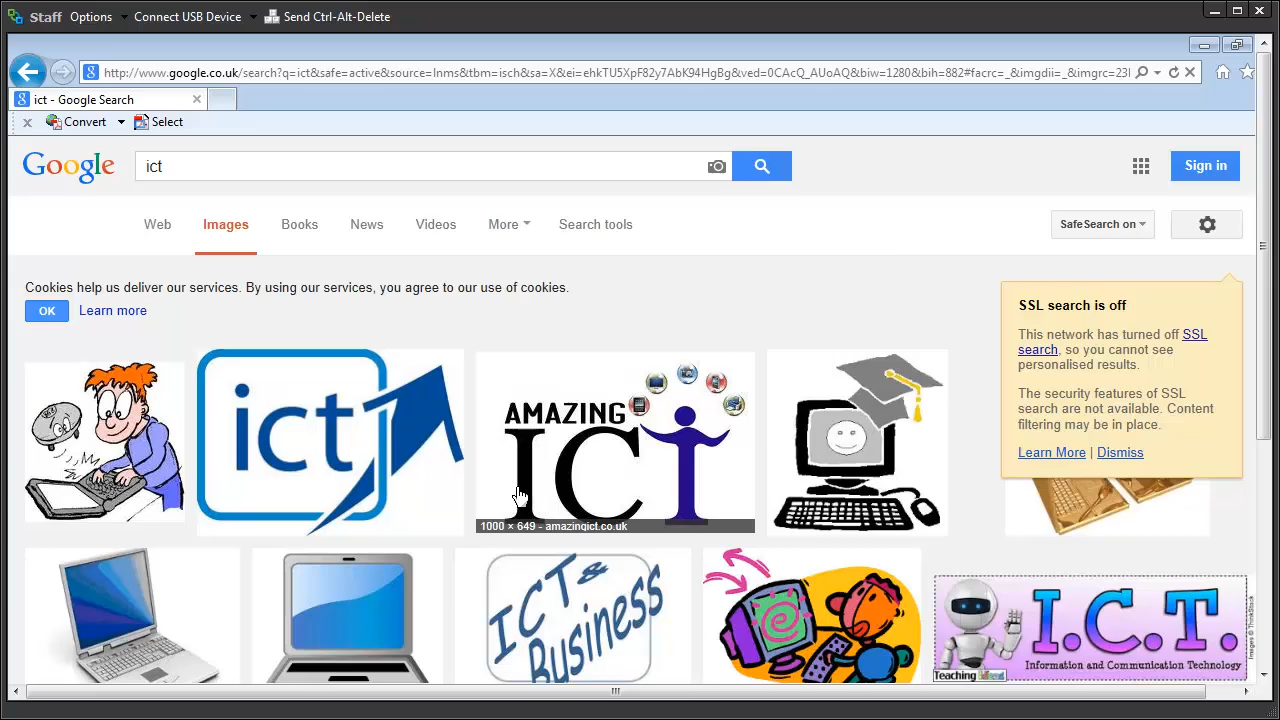 Staff Options Connect USB Device Send Ctrl-Alt-Delete
http://www.google.co.uk/search?q=ict&safe=active&source=lnms&tbm=isch&sa=X&ei=ehkTU5XpF82y7AbK94HgBg&ved=0CAcQ_AUoAQ&biw=1280&bih=882#facrc=_&imgdii=_&imgrc=23I
ict - Google Search
x Convert Select
Google ict Sign in
Web Images Books News Videos More Search tools SafeSearch on
Cookies help us deliver our services. By using our services, you agree to our use of cookies.
OK Learn more
SSL search is off
This network has turned off SSL
search, so you cannot see
personalised results.
The security features of SSL
search are not available. Content
filtering may be in place.
Learn More | Dismiss
ict
AMAZING
ICT
1000 × 649 - amazingict.co.uk
ICT &
Business
I.C.T.
Information and Communication Technology
Teaching
Images © ThinkStock